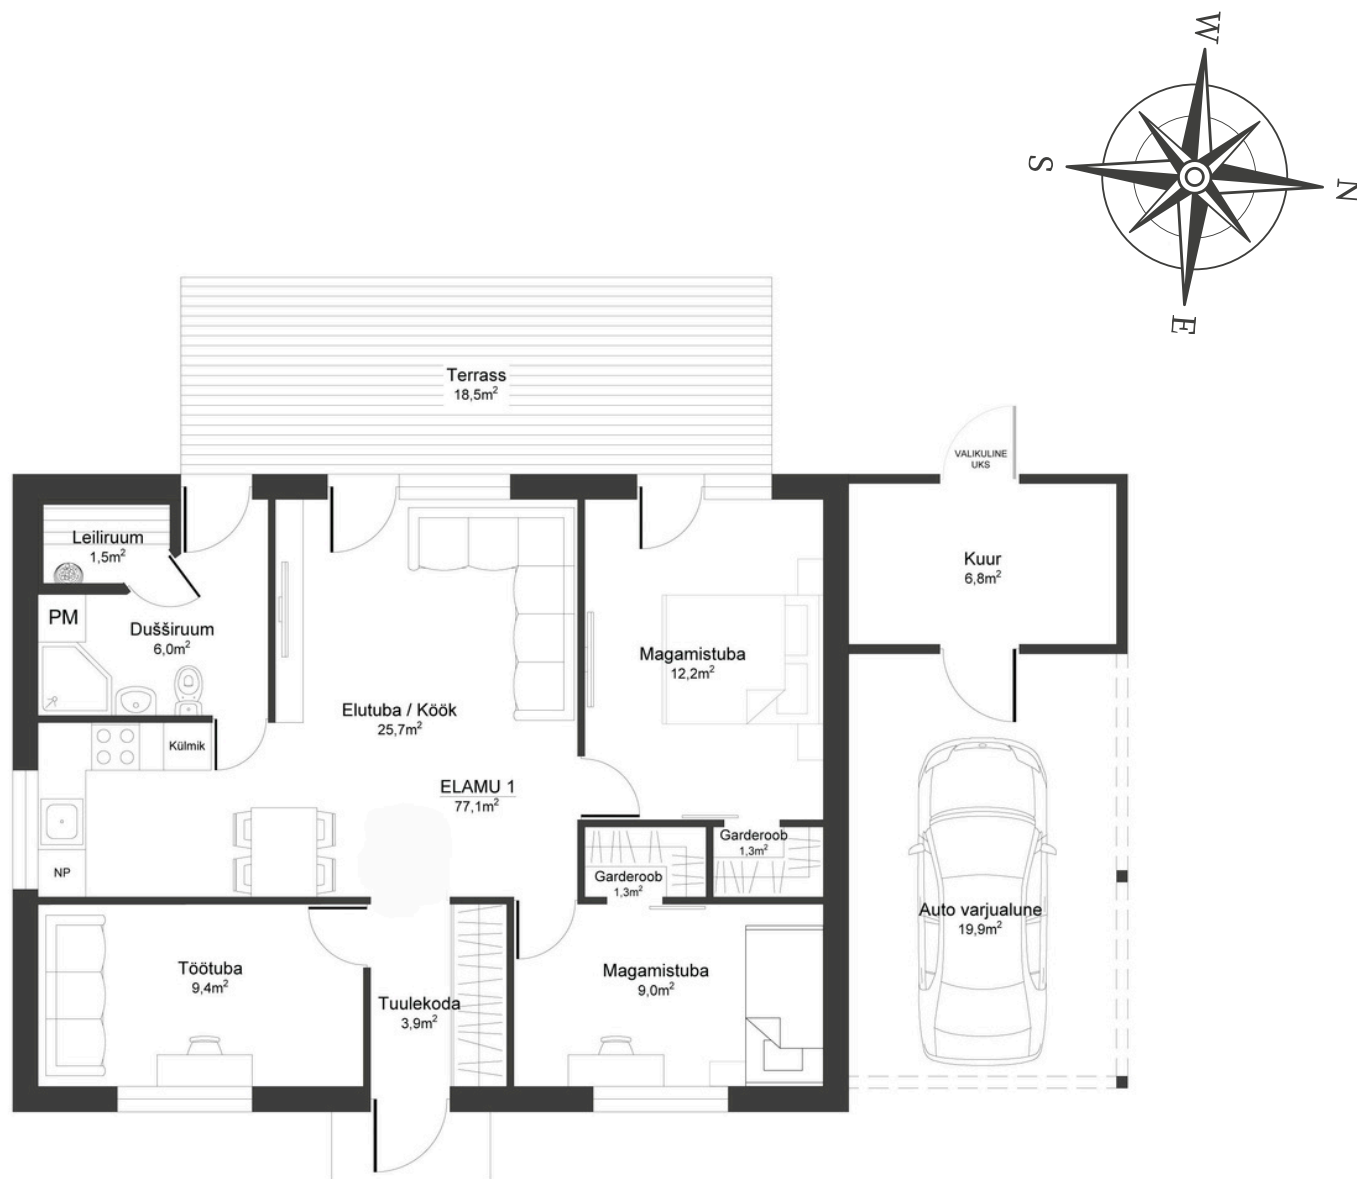 W
S
N
E
Terrass
18,5m²
VALIKULINE
UKS
Leiliruum
1,5m²
Kuur
6,8m²
PM
Dušširuum
6,0m²
Magamistuba
12,2m²
Elutuba / Köök
25,7m²
Külmik
ELAMU 1
77,1m²
Garderoob
1,3m²
NP
Garderoob
1,3m²
Auto varjualune
19,9m²
Töötuba
9,4m²
Magamistuba
9,0m²
Tuulekoda
3,9m²